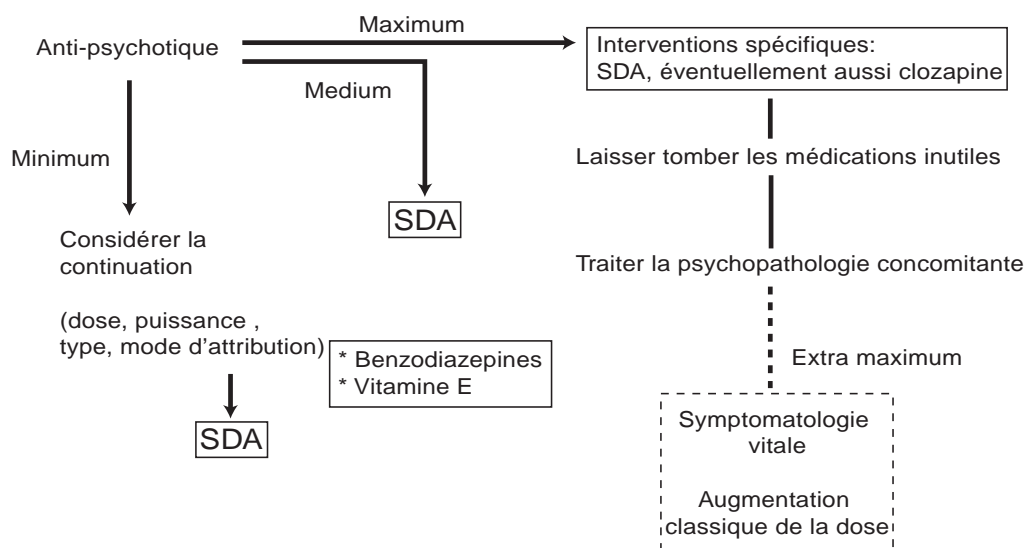 Anti-psychotique
Maximum
Interventions spécifiques:
SDA, éventuellement aussi clozapine
Medium
Minimum
Laisser tomber les médications inutiles
SDA
Considérer la
continuation
Traiter la psychopathologie concomitante
(dose, puissance ,
type, mode d'attribution)
* Benzodiazepines
* Vitamine E
Extra maximum
SDA
Symptomatologie
vitale
Augmentation
classique de la dose